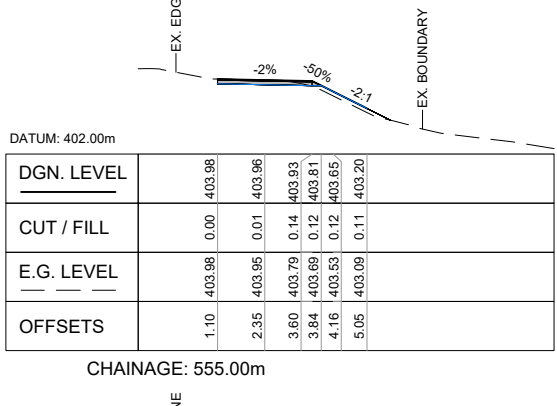 EX. EDG
EX. BOUNDARY
-2%
-50%
-2:1
DATUM: 402.00m
DGN. LEVEL 403.98 403.96 403.93 403.81 403.65 403.20
CUT / FILL 0.00 0.01 0.14 0.12 0.12 0.11
E.G. LEVEL 403.98 403.95 403.79 403.69 403.53 403.09
OFFSETS 1.10 2.35 3.60 3.84 4.16 5.05
CHAINAGE: 555.00m
NE